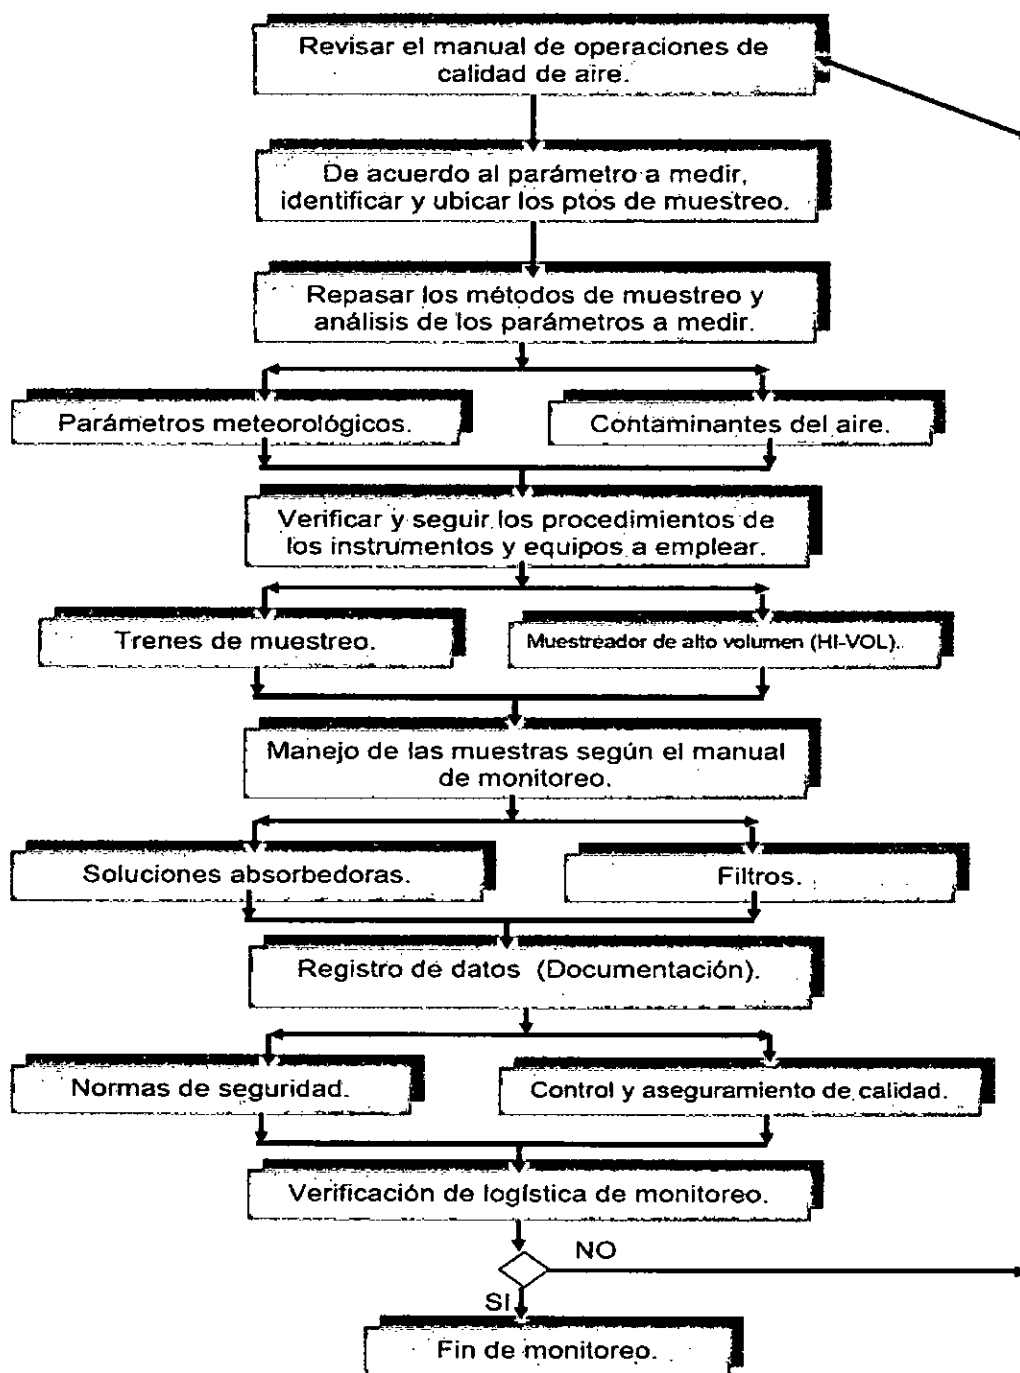 Revisar el manual de operaciones de
calidad de aire.
De acuerdo al parámetro a medir,
identificar y ubicar los ptos de muestreo.
Repasar los métodos de muestreo y
análisis de los parámetros a medir.
Parámetros meteorológicos.
Contaminantes del aire.
Verificar y seguir los procedimientos de
los instrumentos y equipos a emplear.
Trenes de muestreo.
Muestreador de alto volumen (HI-VOL).
Manejo de las muestras según el manual
de monitoreo.
Soluciones absorbedoras.
Filtros.
Registro de datos (Documentación).
Normas de seguridad.
Control y aseguramiento de calidad.
Verificación de logística de monitoreo.
NO
SI
Fin de monitoreo.